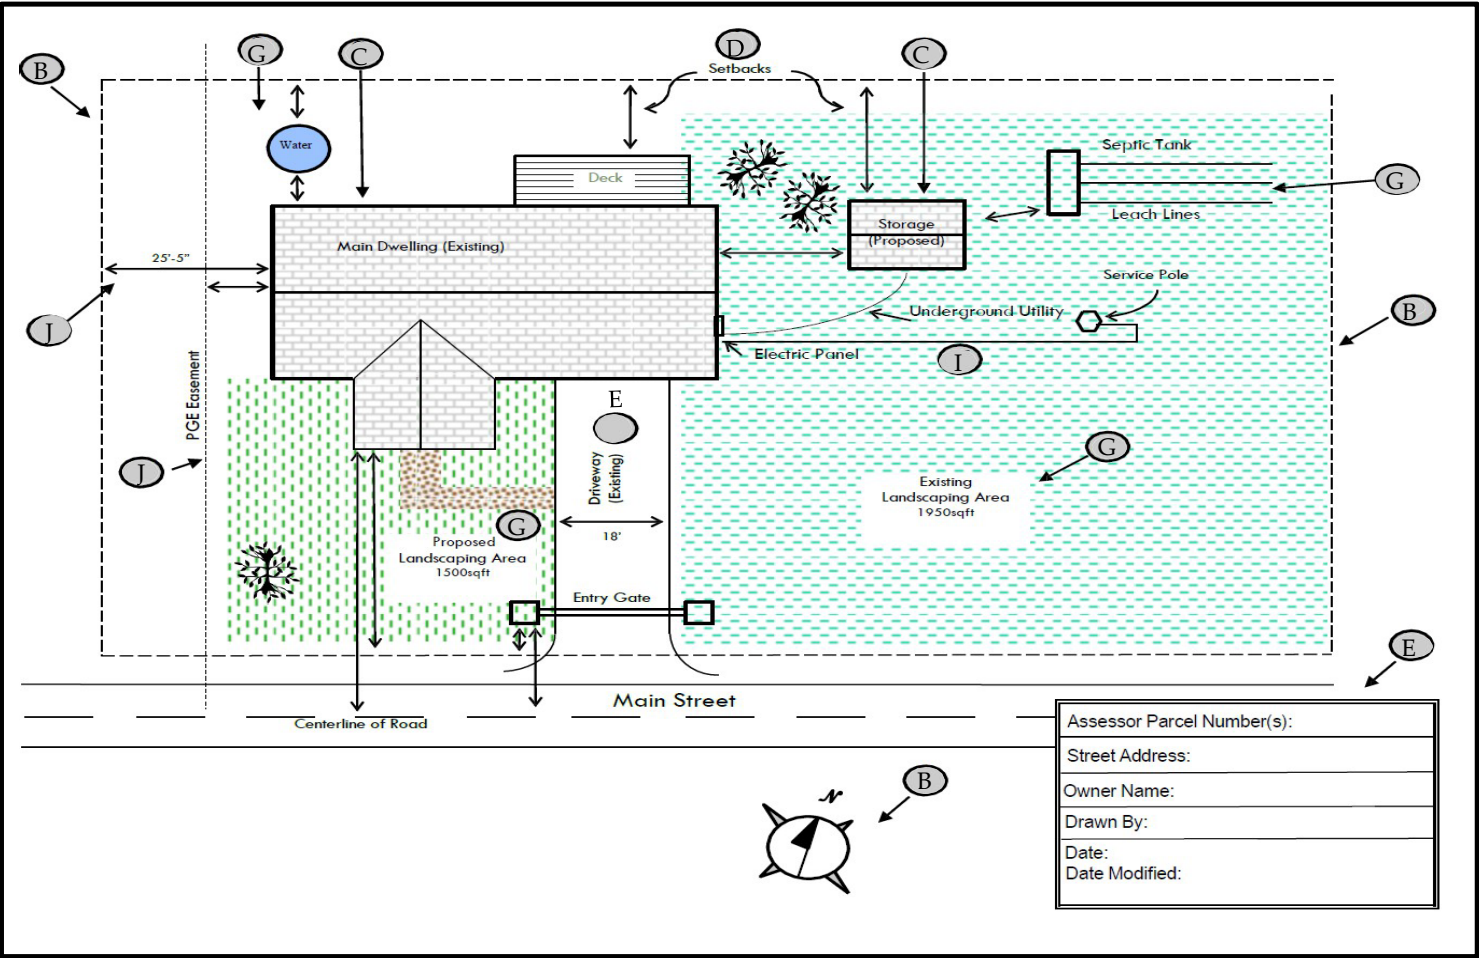 G
C
D
C
B
Setbacks
Water
Septic Tank
Deck
G
Leach Lines
Storage
(Proposed)
Main Dwelling (Existing)
25'-5"
Service Pole
J
Underground Utility
B
Electric Panel
I
PGE Easement
E
J
Driveway
(Existing)
G
Existing
Landscaping Area
1950sqft
G
18'
Proposed
Landscaping Area
1500sqft
Entry Gate
E
Main Street
Centerline of Road
Assessor Parcel Number(s):
Street Address:
Owner Name:
Drawn By:
Date:
Date Modified:
B
N